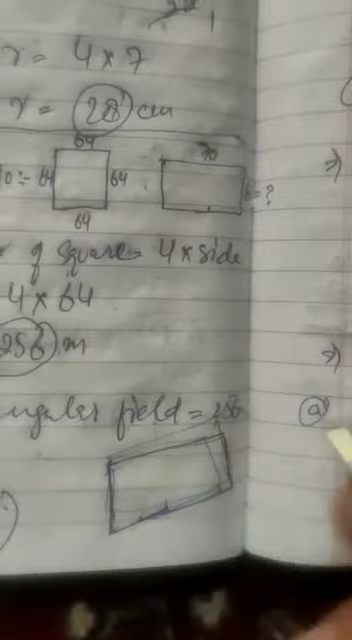 r = 4 × 7
r = 28 cm
64
70
10 :- 64 64 b = ?
64
of square = 4 × side
4 × 64
256 m
ngular field = 256
a